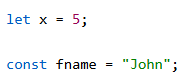 let x = 5;
const fname = "John";